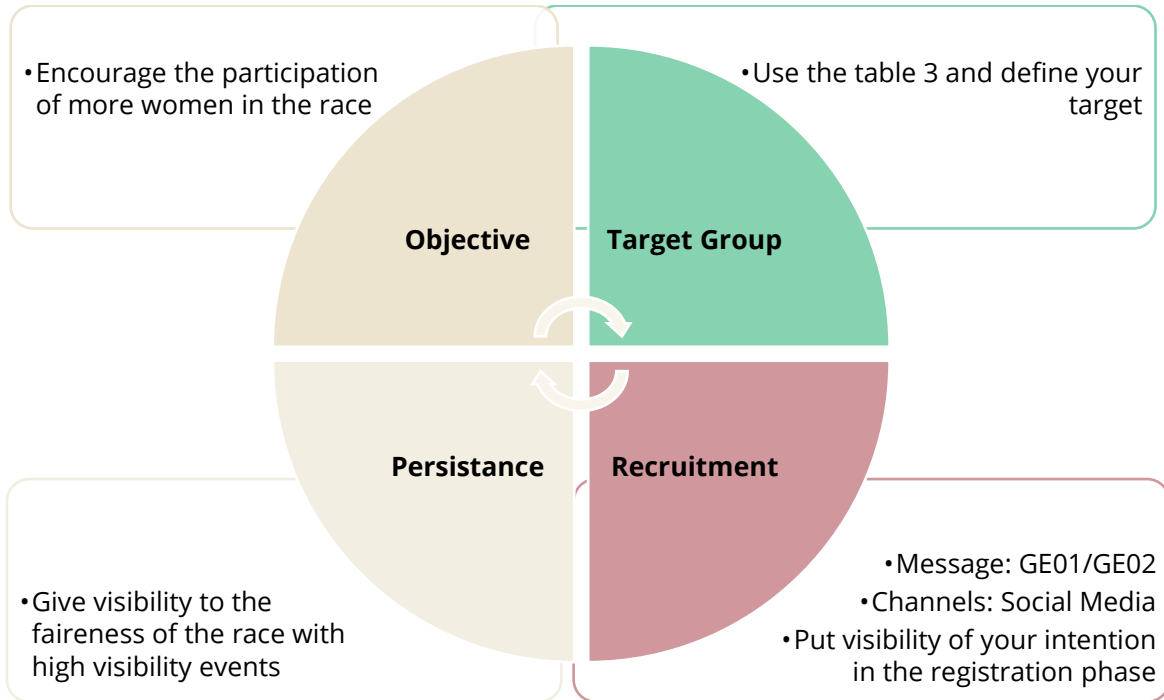 •Encourage the participation
of more women in the race
•Use the table 3 and define your
target
Objective
Target Group
Persistance
Recruitment
•Give visibility to the
faireness of the race with
high visibility events
•Message: GE01/GE02
•Channels: Social Media
•Put visibility of your intention
in the registration phase